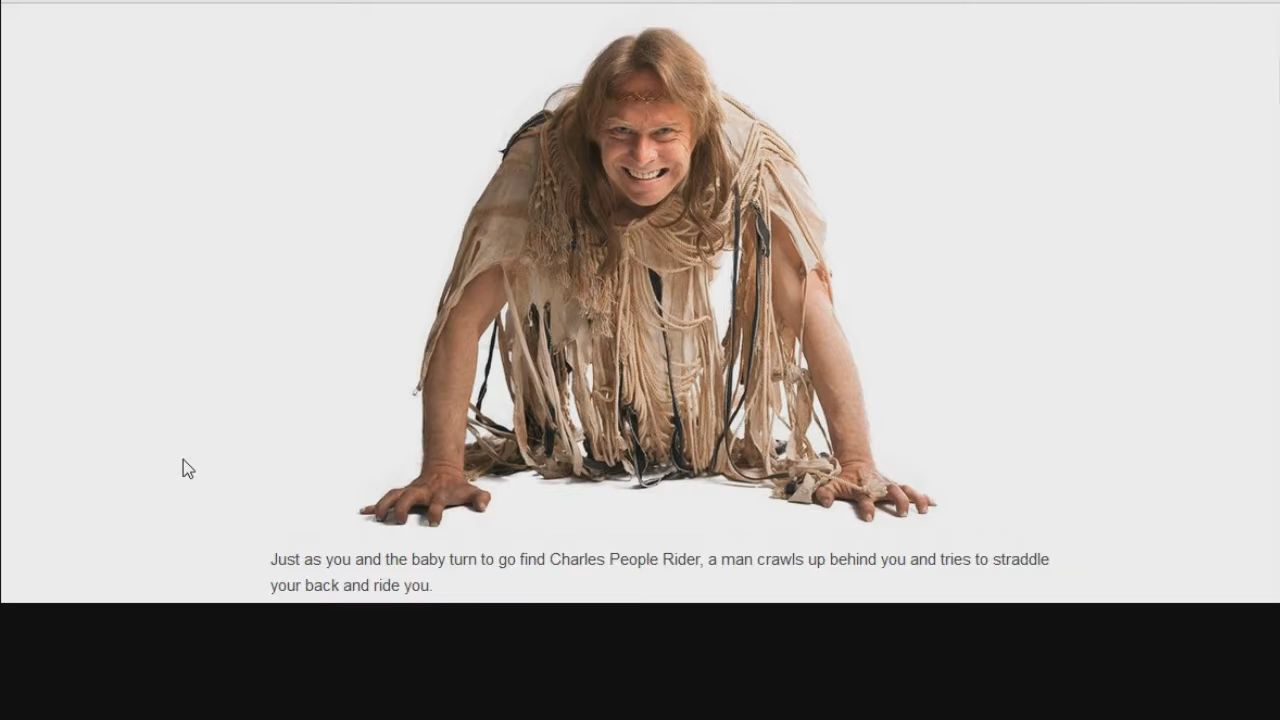 Just as you and the baby turn to go find Charles People Rider, a man crawls up behind you and tries to straddle
your back and ride you.